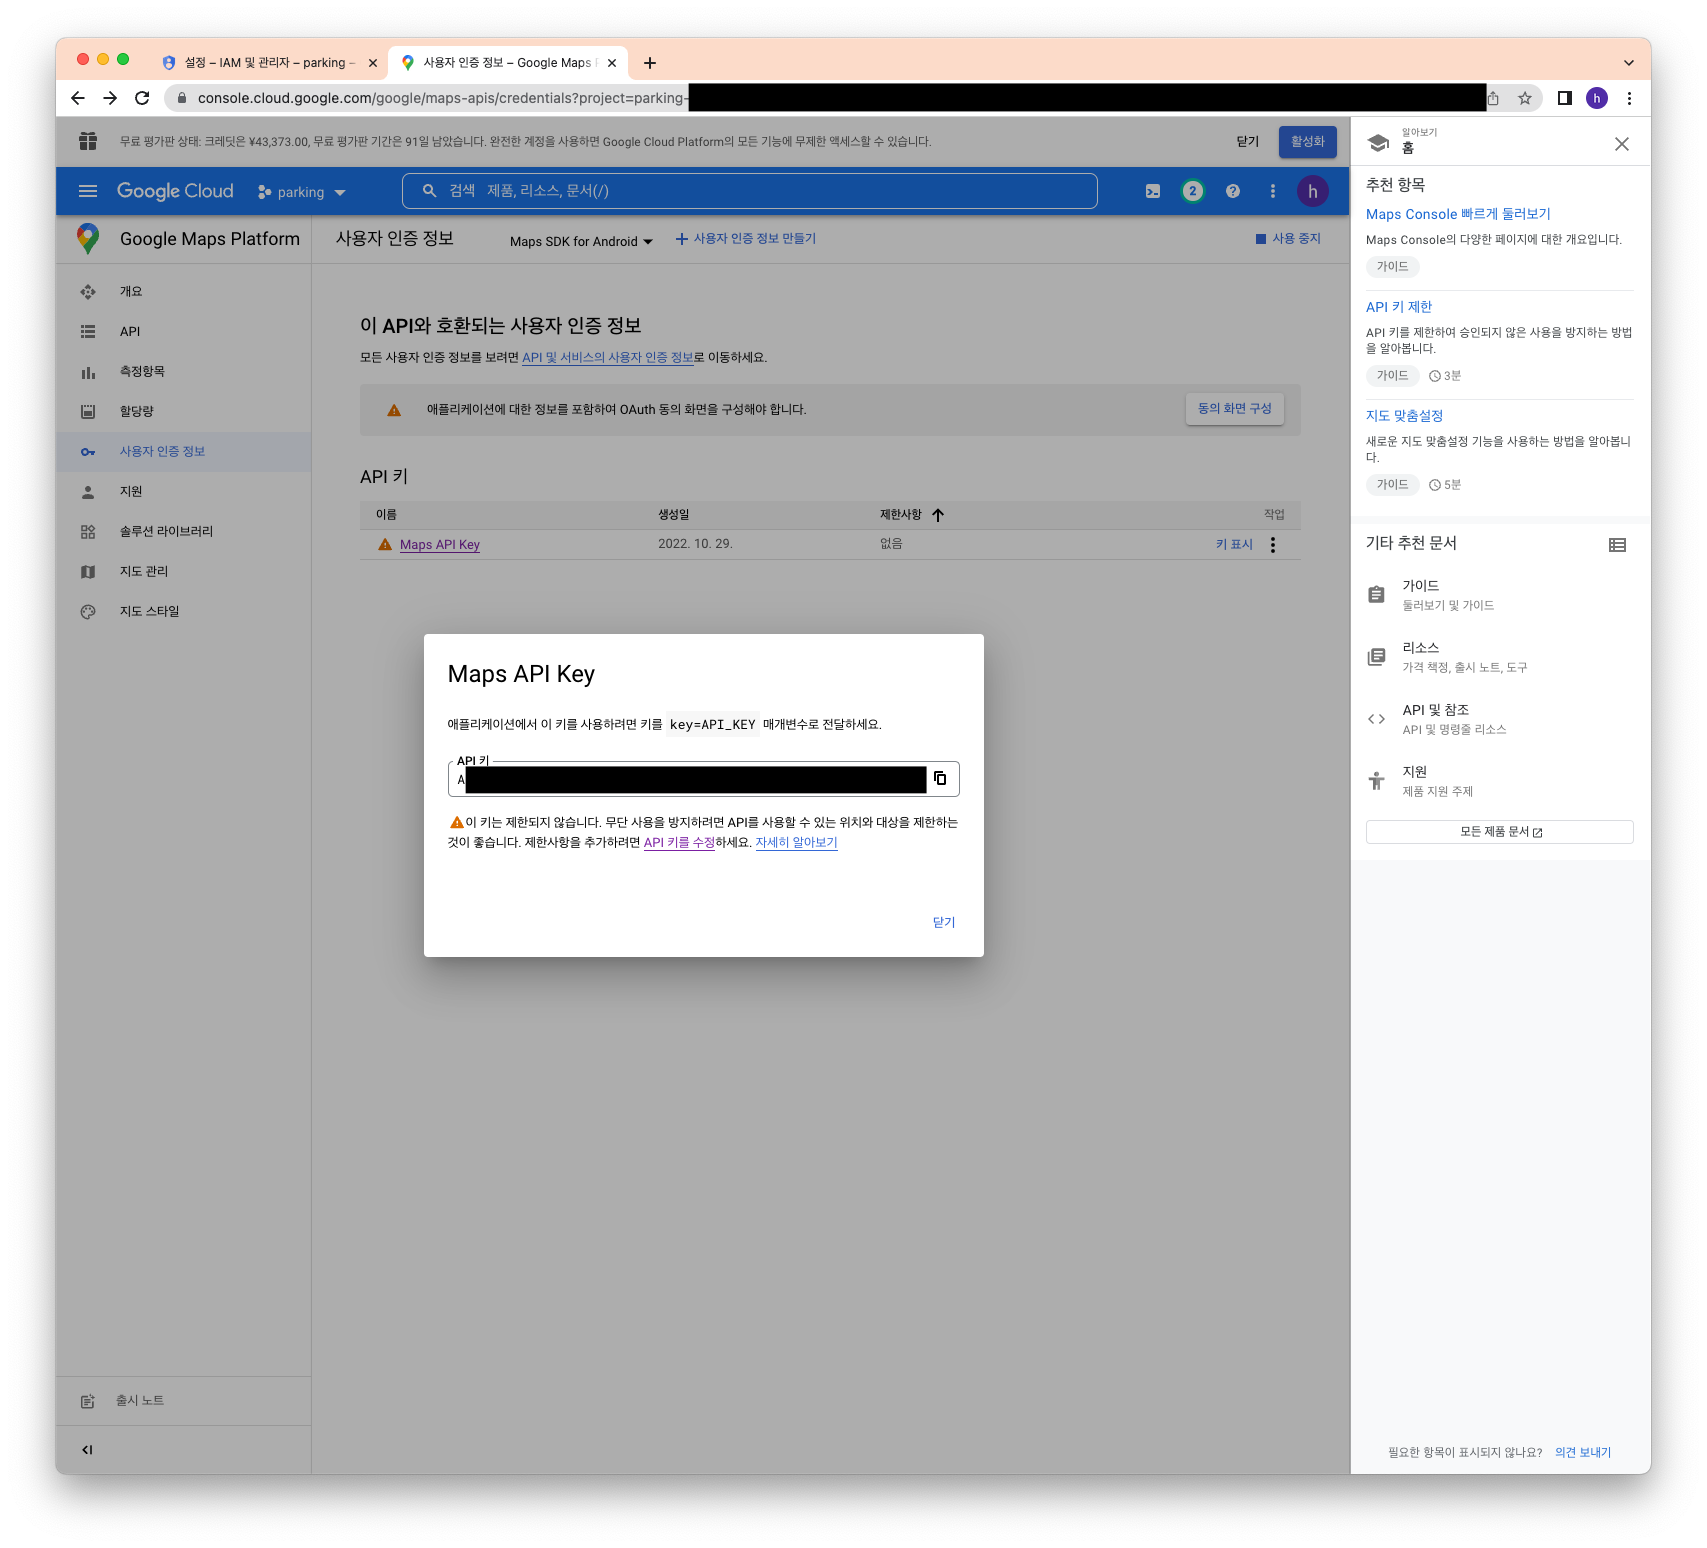 설정 – IAM 및 관리자 – parking –
사용자 인증 정보 – Google Maps P
console.cloud.google.com/google/maps-apis/credentials?project=parking-
h
무료 평가판 상태: 크레딧은 ¥43,373.00, 무료 평가판 기간은 91일 남았습니다. 완전한 계정을 사용하면 Google Cloud Platform의 모든 기능에 무제한 액세스할 수 있습니다.
닫기
활성화
Google Cloud
parking
검색 제품, 리소스, 문서(/)
2
h
Google Maps Platform
사용자 인증 정보
Maps SDK for Android
사용자 인증 정보 만들기
사용 중지
개요
API
측정항목
할당량
사용자 인증 정보
지원
솔루션 라이브러리
지도 관리
지도 스타일
출시 노트
이 API와 호환되는 사용자 인증 정보
모든 사용자 인증 정보를 보려면 API 및 서비스의 사용자 인증 정보로 이동하세요.
애플리케이션에 대한 정보를 포함하여 OAuth 동의 화면을 구성해야 합니다.
동의 화면 구성
API 키
이름 생성일 제한사항 작업
Maps API Key 2022. 10. 29. 없음 키 표시
Maps API Key
애플리케이션에서 이 키를 사용하려면 키를 key=API_KEY 매개변수로 전달하세요.
API 키
A
이 키는 제한되지 않습니다. 무단 사용을 방지하려면 API를 사용할 수 있는 위치와 대상을 제한하는
것이 좋습니다. 제한사항을 추가하려면 API 키를 수정하세요. 자세히 알아보기
닫기
알아보기
홈
추천 항목
Maps Console 빠르게 둘러보기
Maps Console의 다양한 페이지에 대한 개요입니다.
가이드
API 키 제한
API 키를 제한하여 승인되지 않은 사용을 방지하는 방법
을 알아봅니다.
가이드 3분
지도 맞춤설정
새로운 지도 맞춤설정 기능을 사용하는 방법을 알아봅니
다.
가이드 5분
기타 추천 문서
가이드
둘러보기 및 가이드
리소스
가격 책정, 출시 노트, 도구
API 및 참조
API 및 명령줄 리소스
지원
제품 지원 주제
모든 제품 문서
필요한 항목이 표시되지 않나요? 의견 보내기